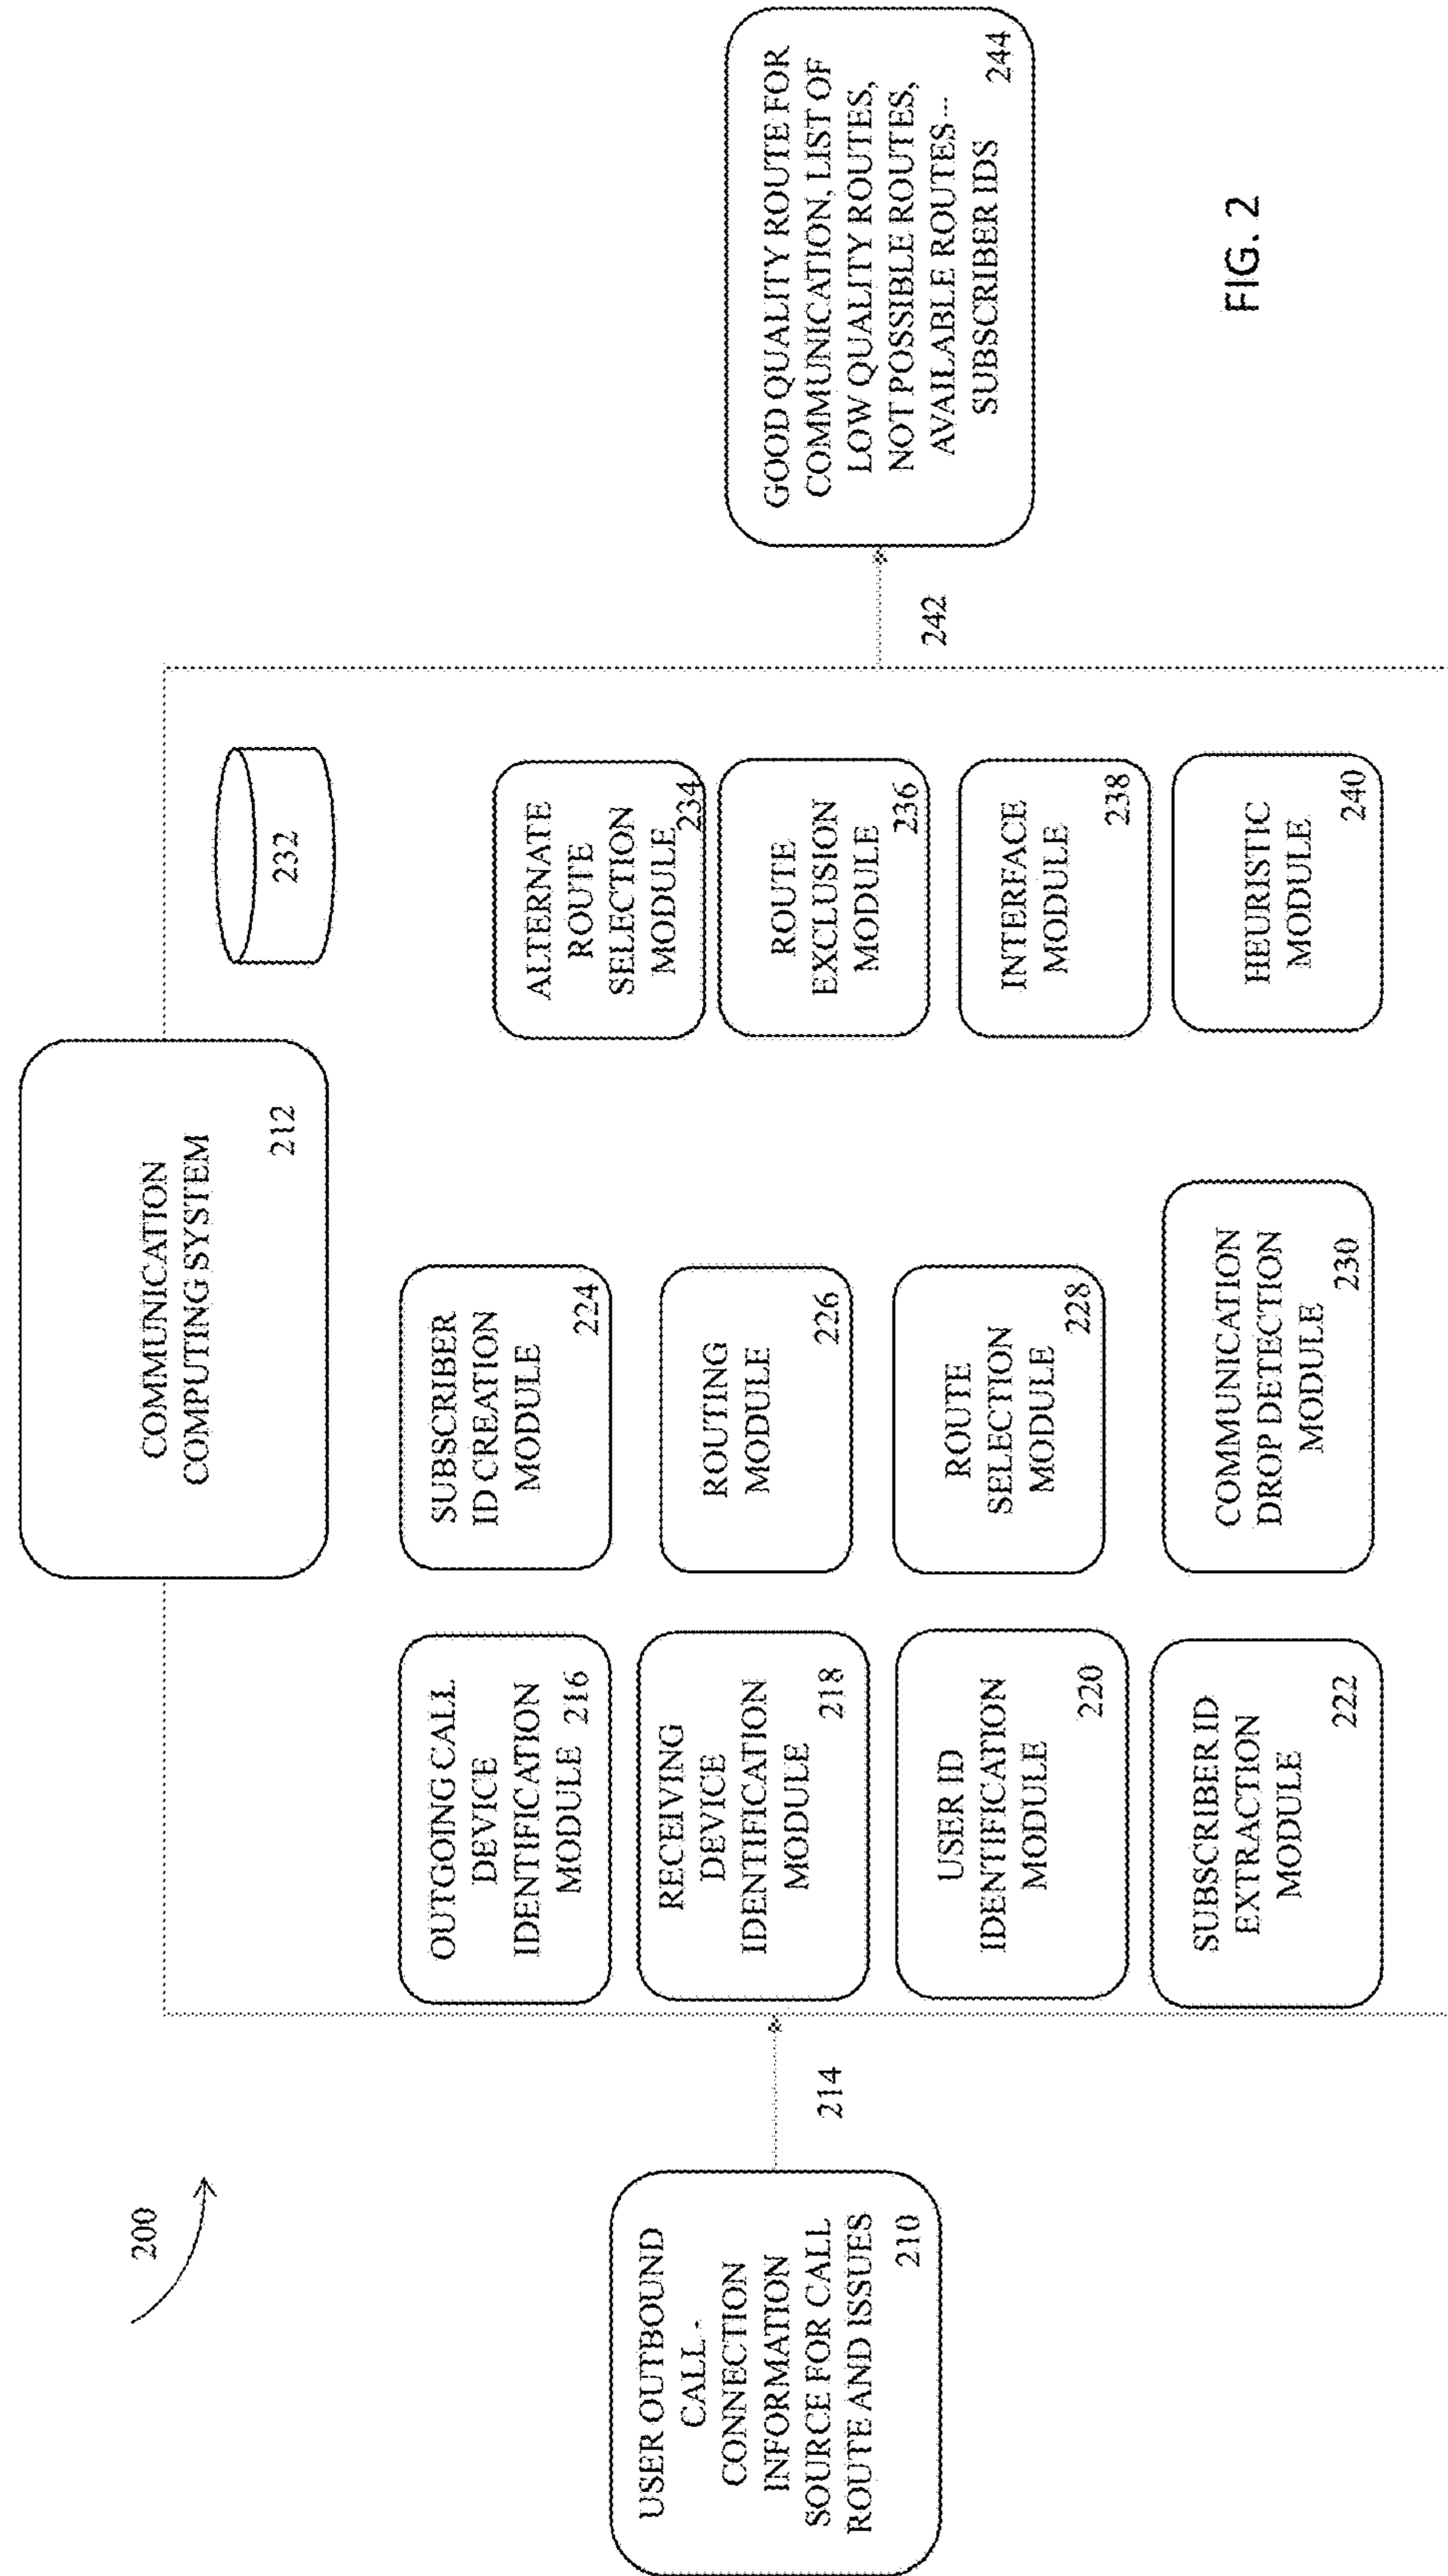 200
USER OUTBOUND
CALL -
CONNECTION
INFORMATION
SOURCE FOR CALL
ROUTE AND ISSUES
210
214
COMMUNICATION
COMPUTING SYSTEM
212
OUTGOING CALL
DEVICE
IDENTIFICATION
MODULE 216
RECEIVING
DEVICE
IDENTIFICATION
MODULE
218
USER ID
IDENTIFICATION
MODULE
220
SUBSCRIBER ID
EXTRACTION
MODULE
222
SUBSCRIBER
ID CREATION
MODULE
224
ROUTING
MODULE
226
ROUTE
SELECTION
MODULE
228
COMMUNICATION
DROP DETECTION
MODULE
230
232
ALTERNATE
ROUTE
SELECTION
MODULE
234
ROUTE
EXCLUSION
MODULE
236
INTERFACE
MODULE
238
HEURISTIC
MODULE
240
242
GOOD QUALITY ROUTE FOR
COMMUNICATION, LIST OF
LOW QUALITY ROUTES,
NOT POSSIBLE ROUTES,
AVAILABLE ROUTES--
SUBSCRIBER IDS
244
FIG. 2